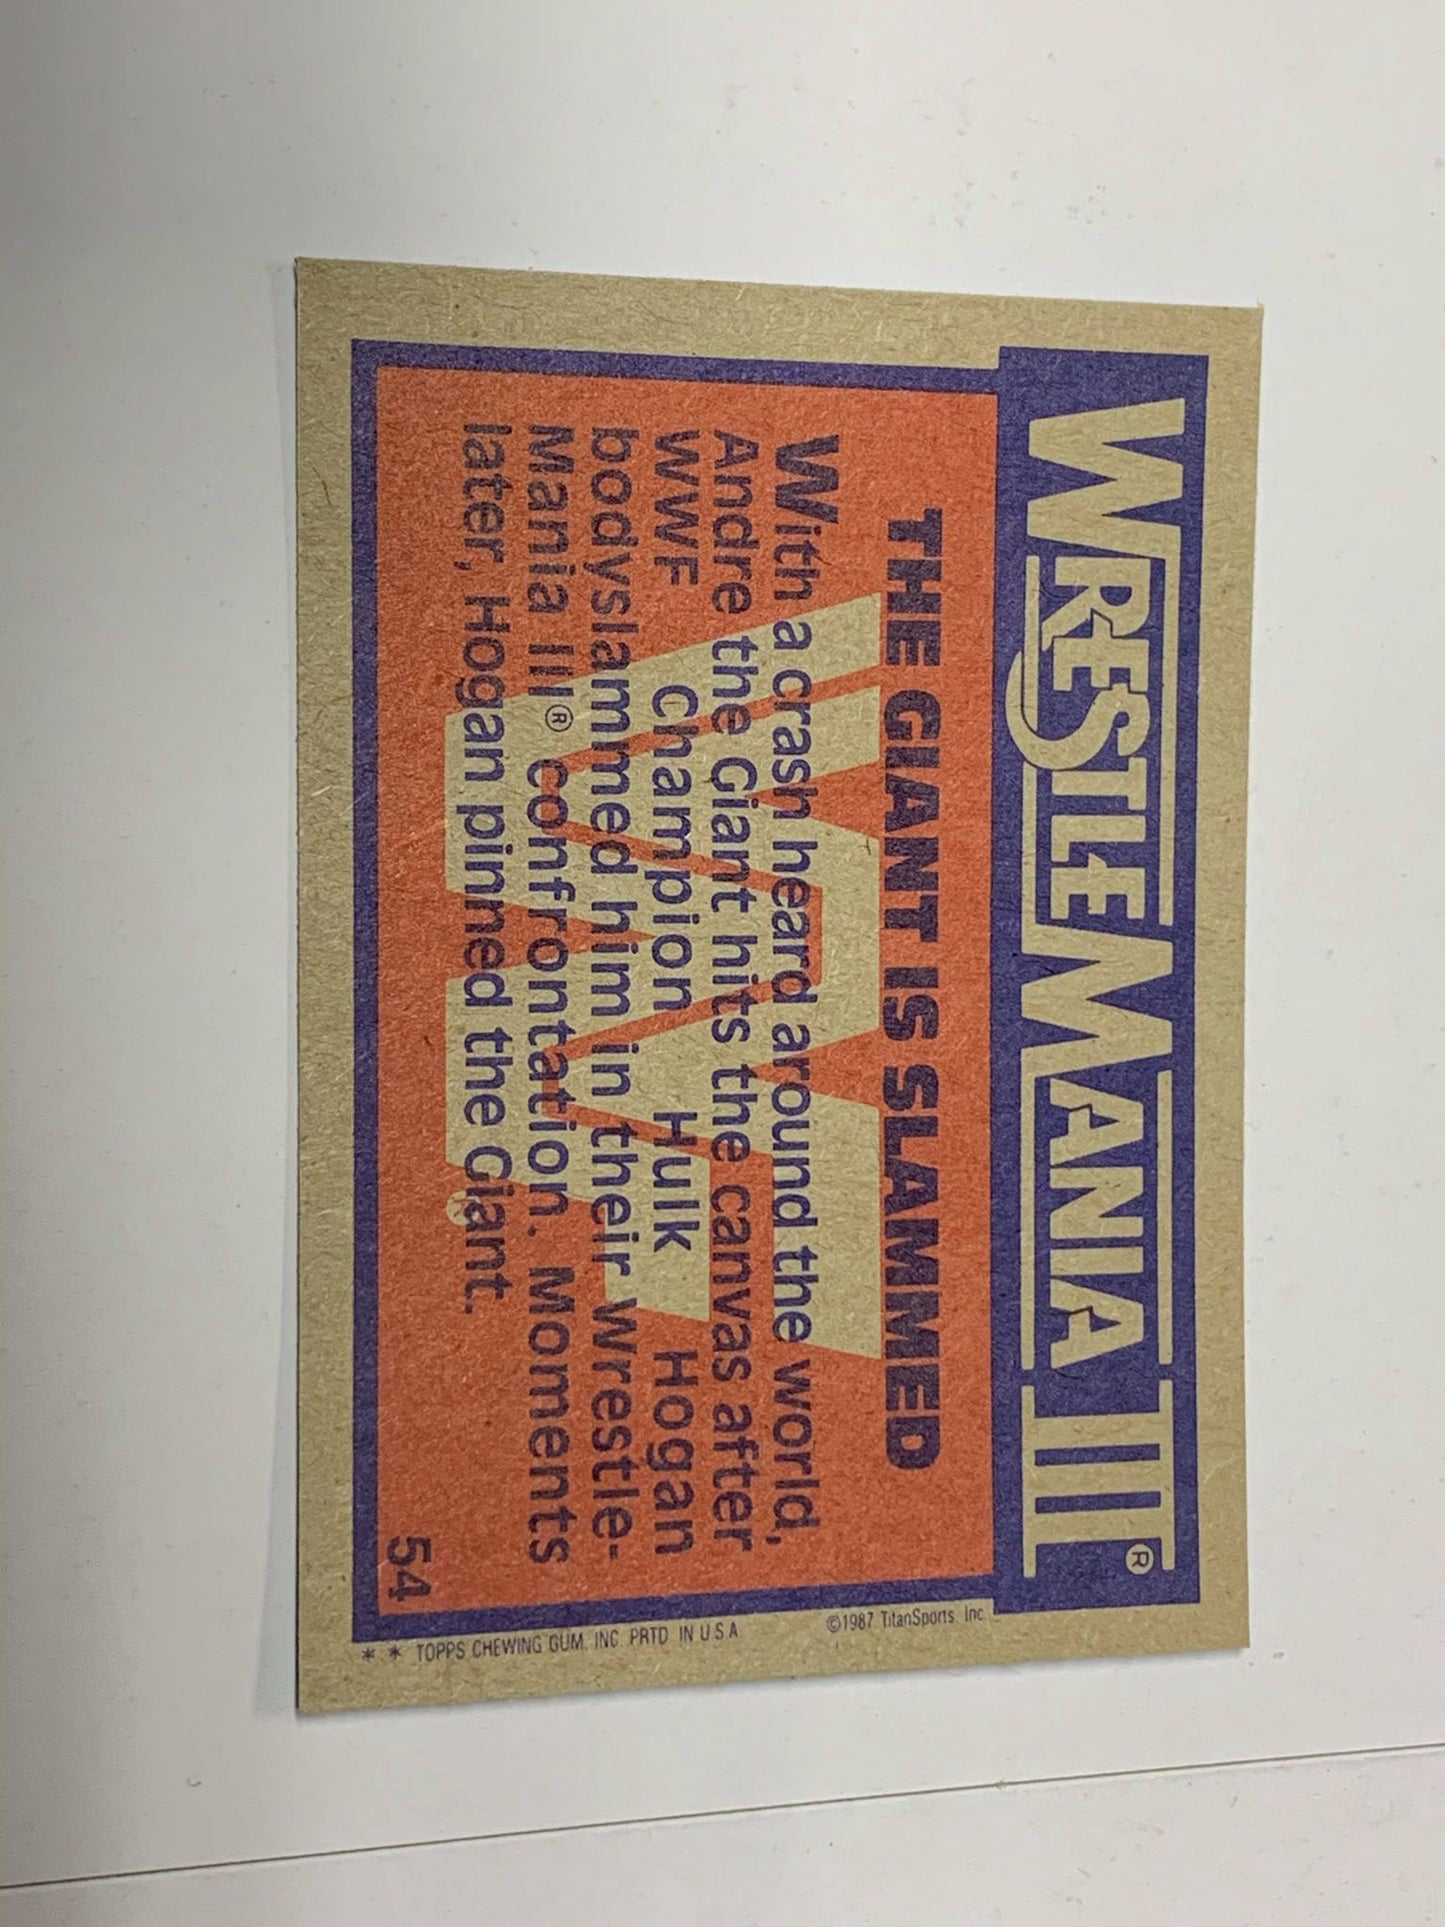 WRESTLEMANIA III®
THE GIANT IS SLAMMED
With a crash heard around the world,
Andre the Giant hits the canvas after
WWF Champion Hulk Hogan
bodyslammed him in their Wrestle-
Mania III® confrontation. Moments
later, Hogan pinned the Giant.
54
©1987 TitanSports. Inc
* * TOPPS CHEWING GUM. INC. PRTD IN U S A